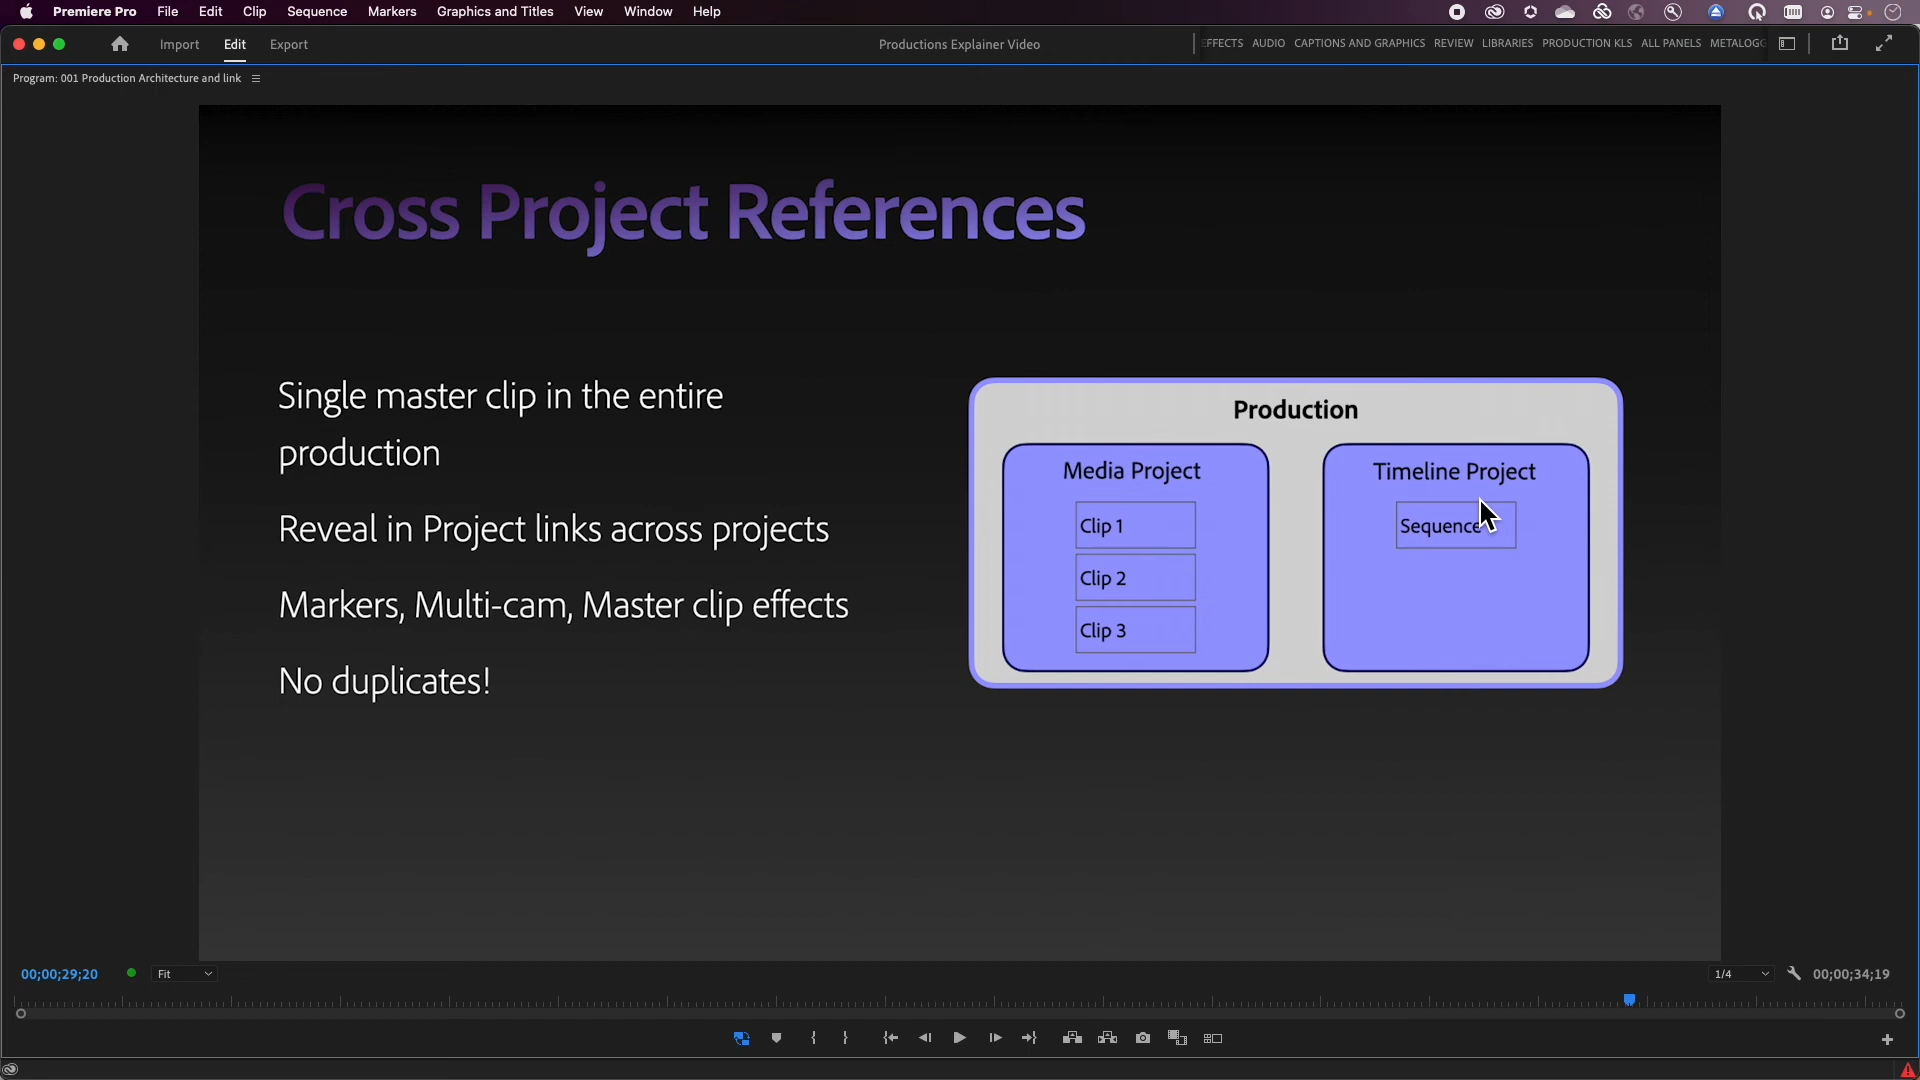 Premiere Pro File Edit Clip Sequence Markers Graphics and Titles View Window Help
Import Edit Export Productions Explainer Video EFFECTS AUDIO CAPTIONS AND GRAPHICS REVIEW LIBRARIES PRODUCTION KLS ALL PANELS METALOGG
Program: 001 Production Architecture and link
Cross Project References
Single master clip in the entire
production
Reveal in Project links across projects
Markers, Multi-cam, Master clip effects
No duplicates!
Production
Media Project
Clip 1
Clip 2
Clip 3
Timeline Project
Sequence
00;00;29;20 Fit 1/4 00;00;34;19